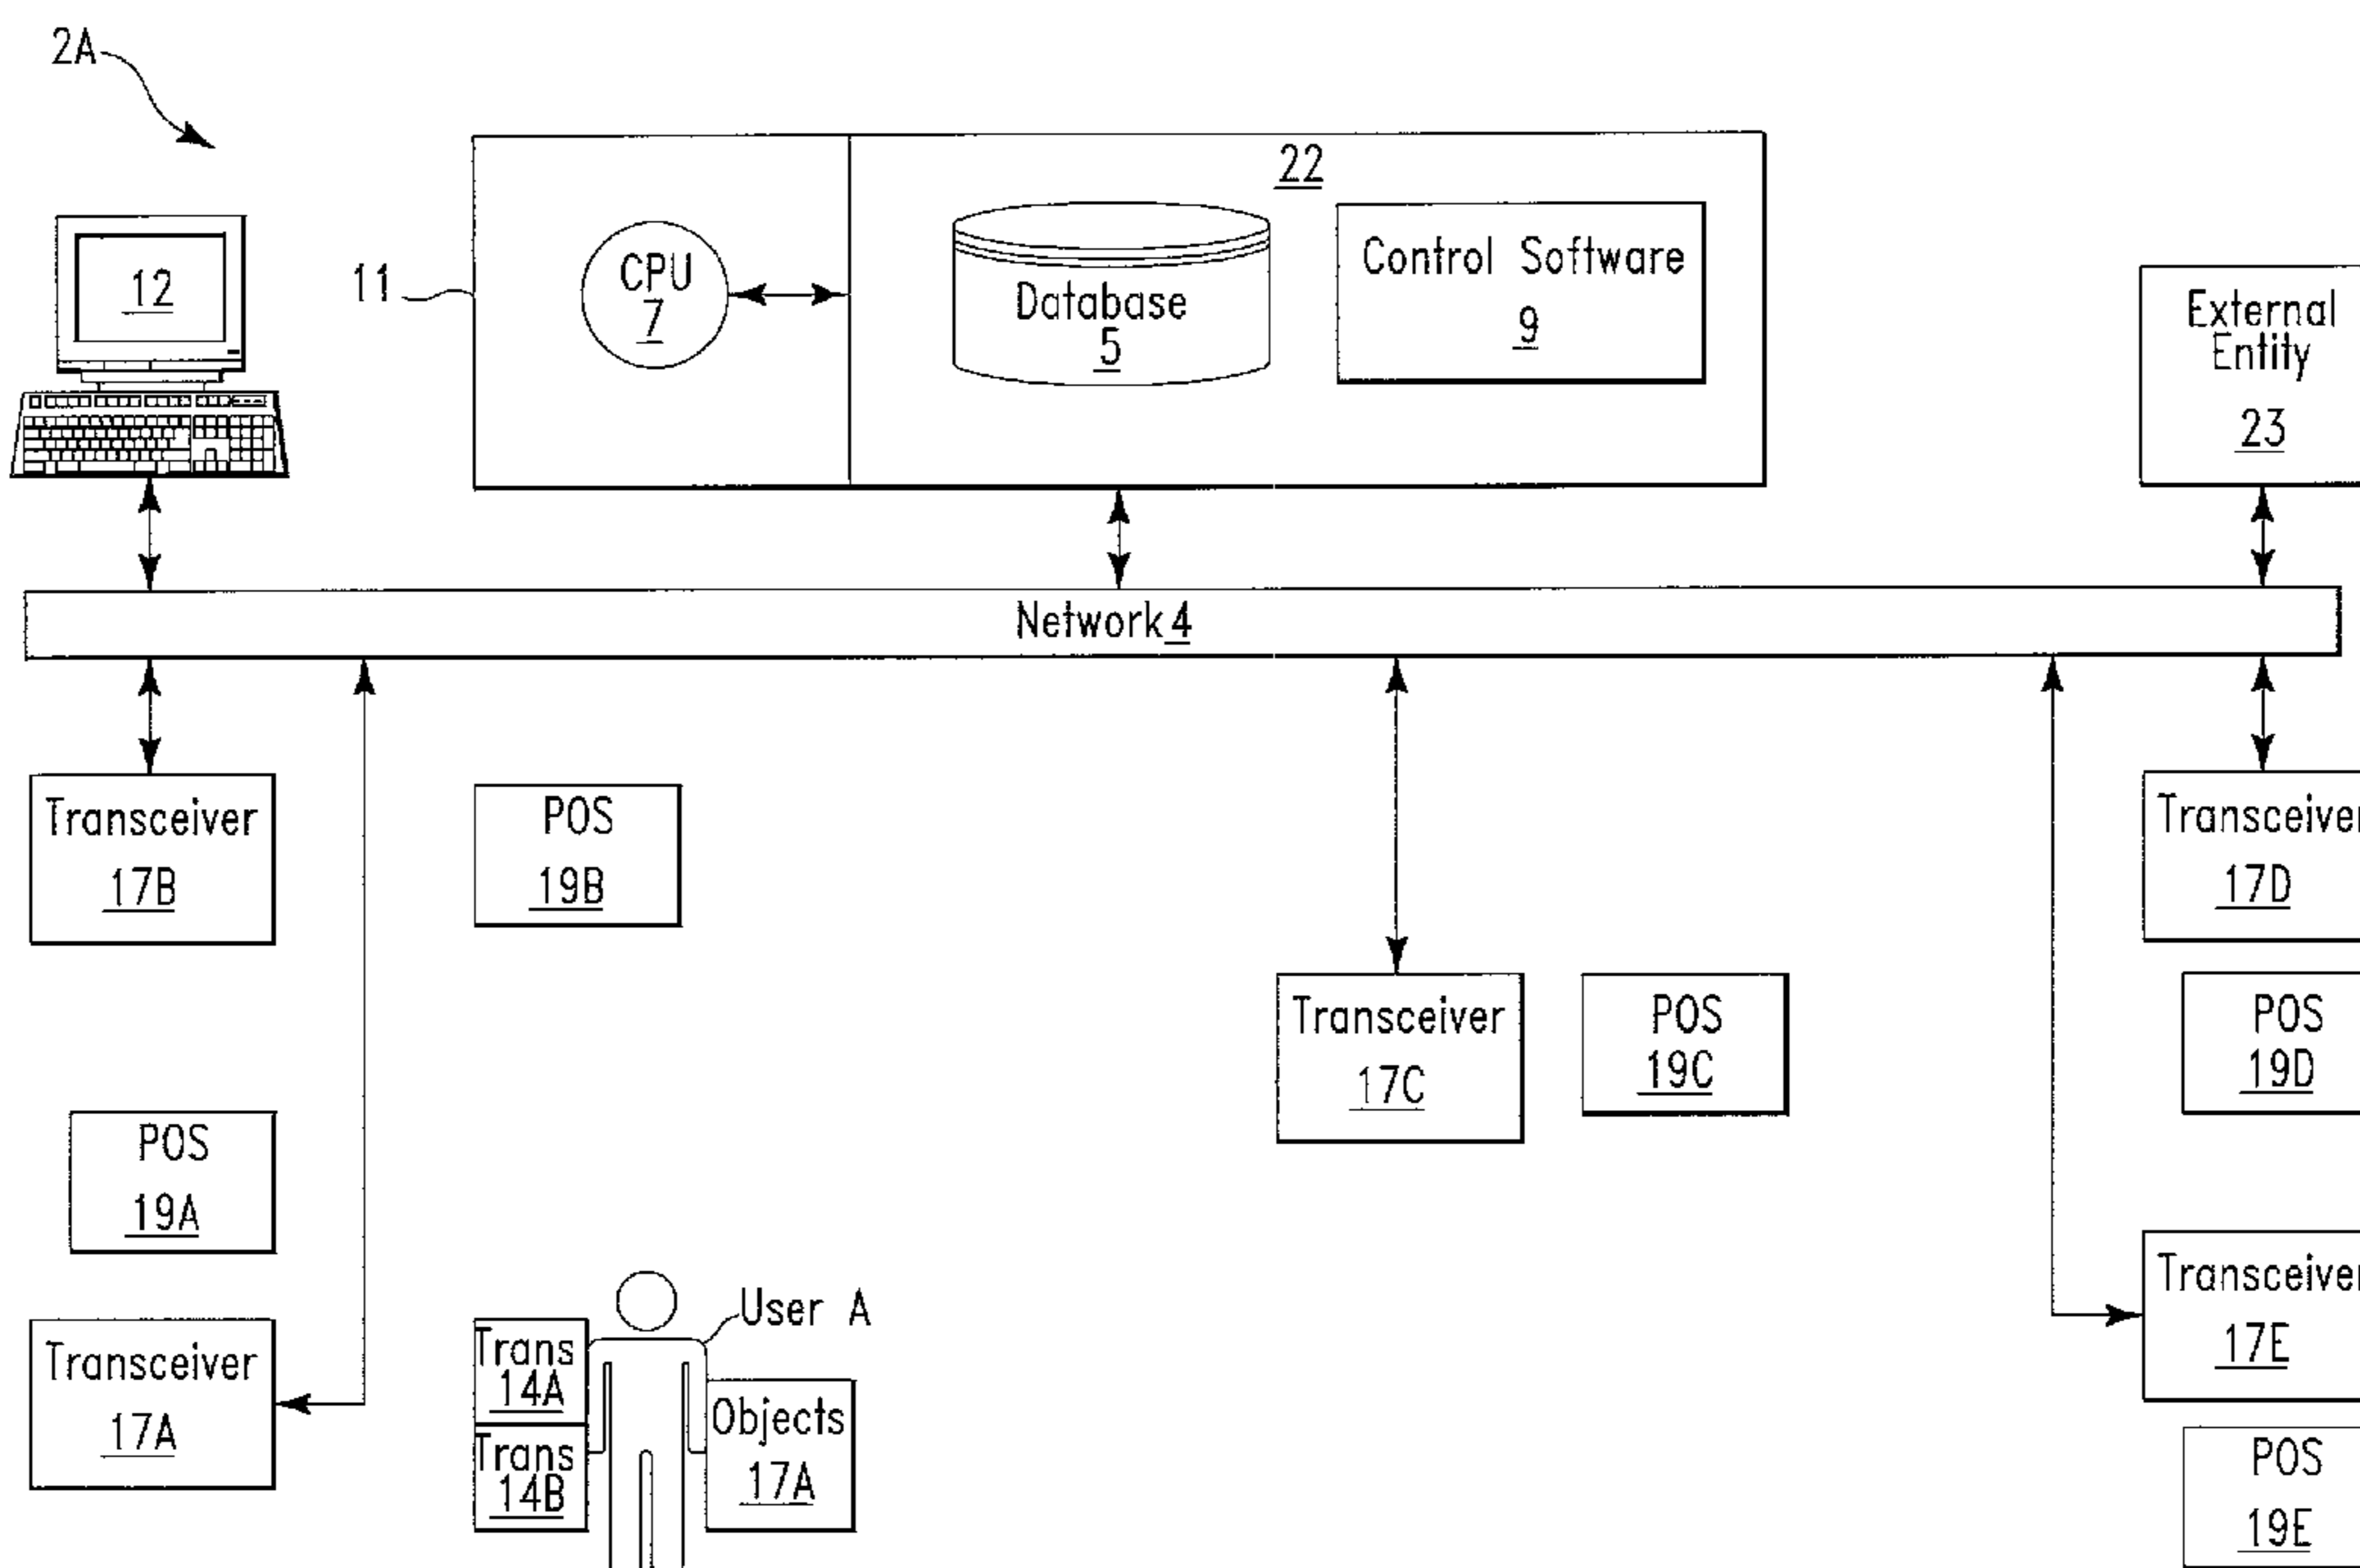 2A
22
12
11
CPU
7
Database
5
Control Software
9
External
Entity
23
Network 4
Transceiver
17B
POS
19B
Transceiver
17D
Transceiver
17C
POS
19C
POS
19D
POS
19A
Transceiver
17E
User A
Transceiver
17A
Trans
14A
Trans
14B
Objects
17A
POS
19E